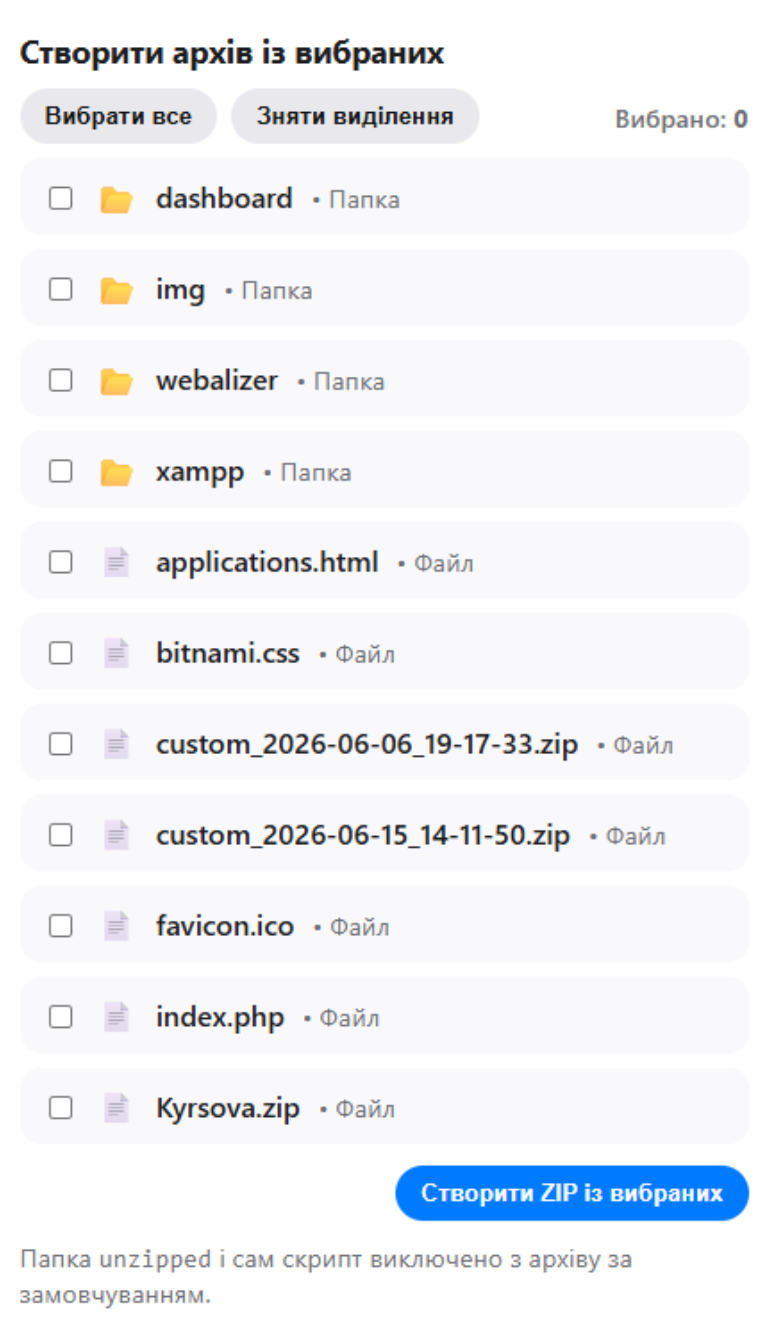 Створити архів із вибраних
Вибрати все Зняти виділення Вибрано: 0
dashboard • Папка
img • Папка
webalizer • Папка
xampp • Папка
applications.html • Файл
bitnami.css • Файл
custom_2026-06-06_19-17-33.zip • Файл
custom_2026-06-15_14-11-50.zip • Файл
favicon.ico • Файл
index.php • Файл
Kyrsova.zip • Файл
Створити ZIP із вибраних
Папка unzipped і сам скрипт виключено з архіву за
замовчуванням.